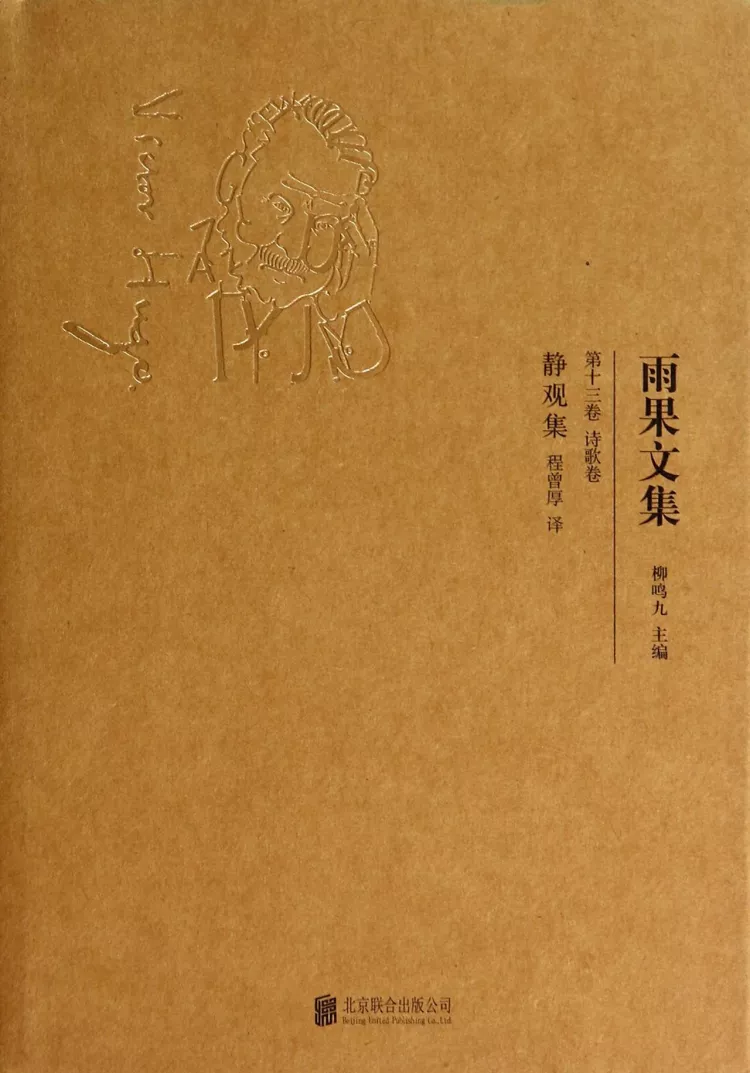 雨果文集
柳鸣九 主编
第十三卷 诗歌卷
静观集
程曾厚 译
Victor Hugo
北京联合出版公司
Beijing United Publishing Co.,Ltd.